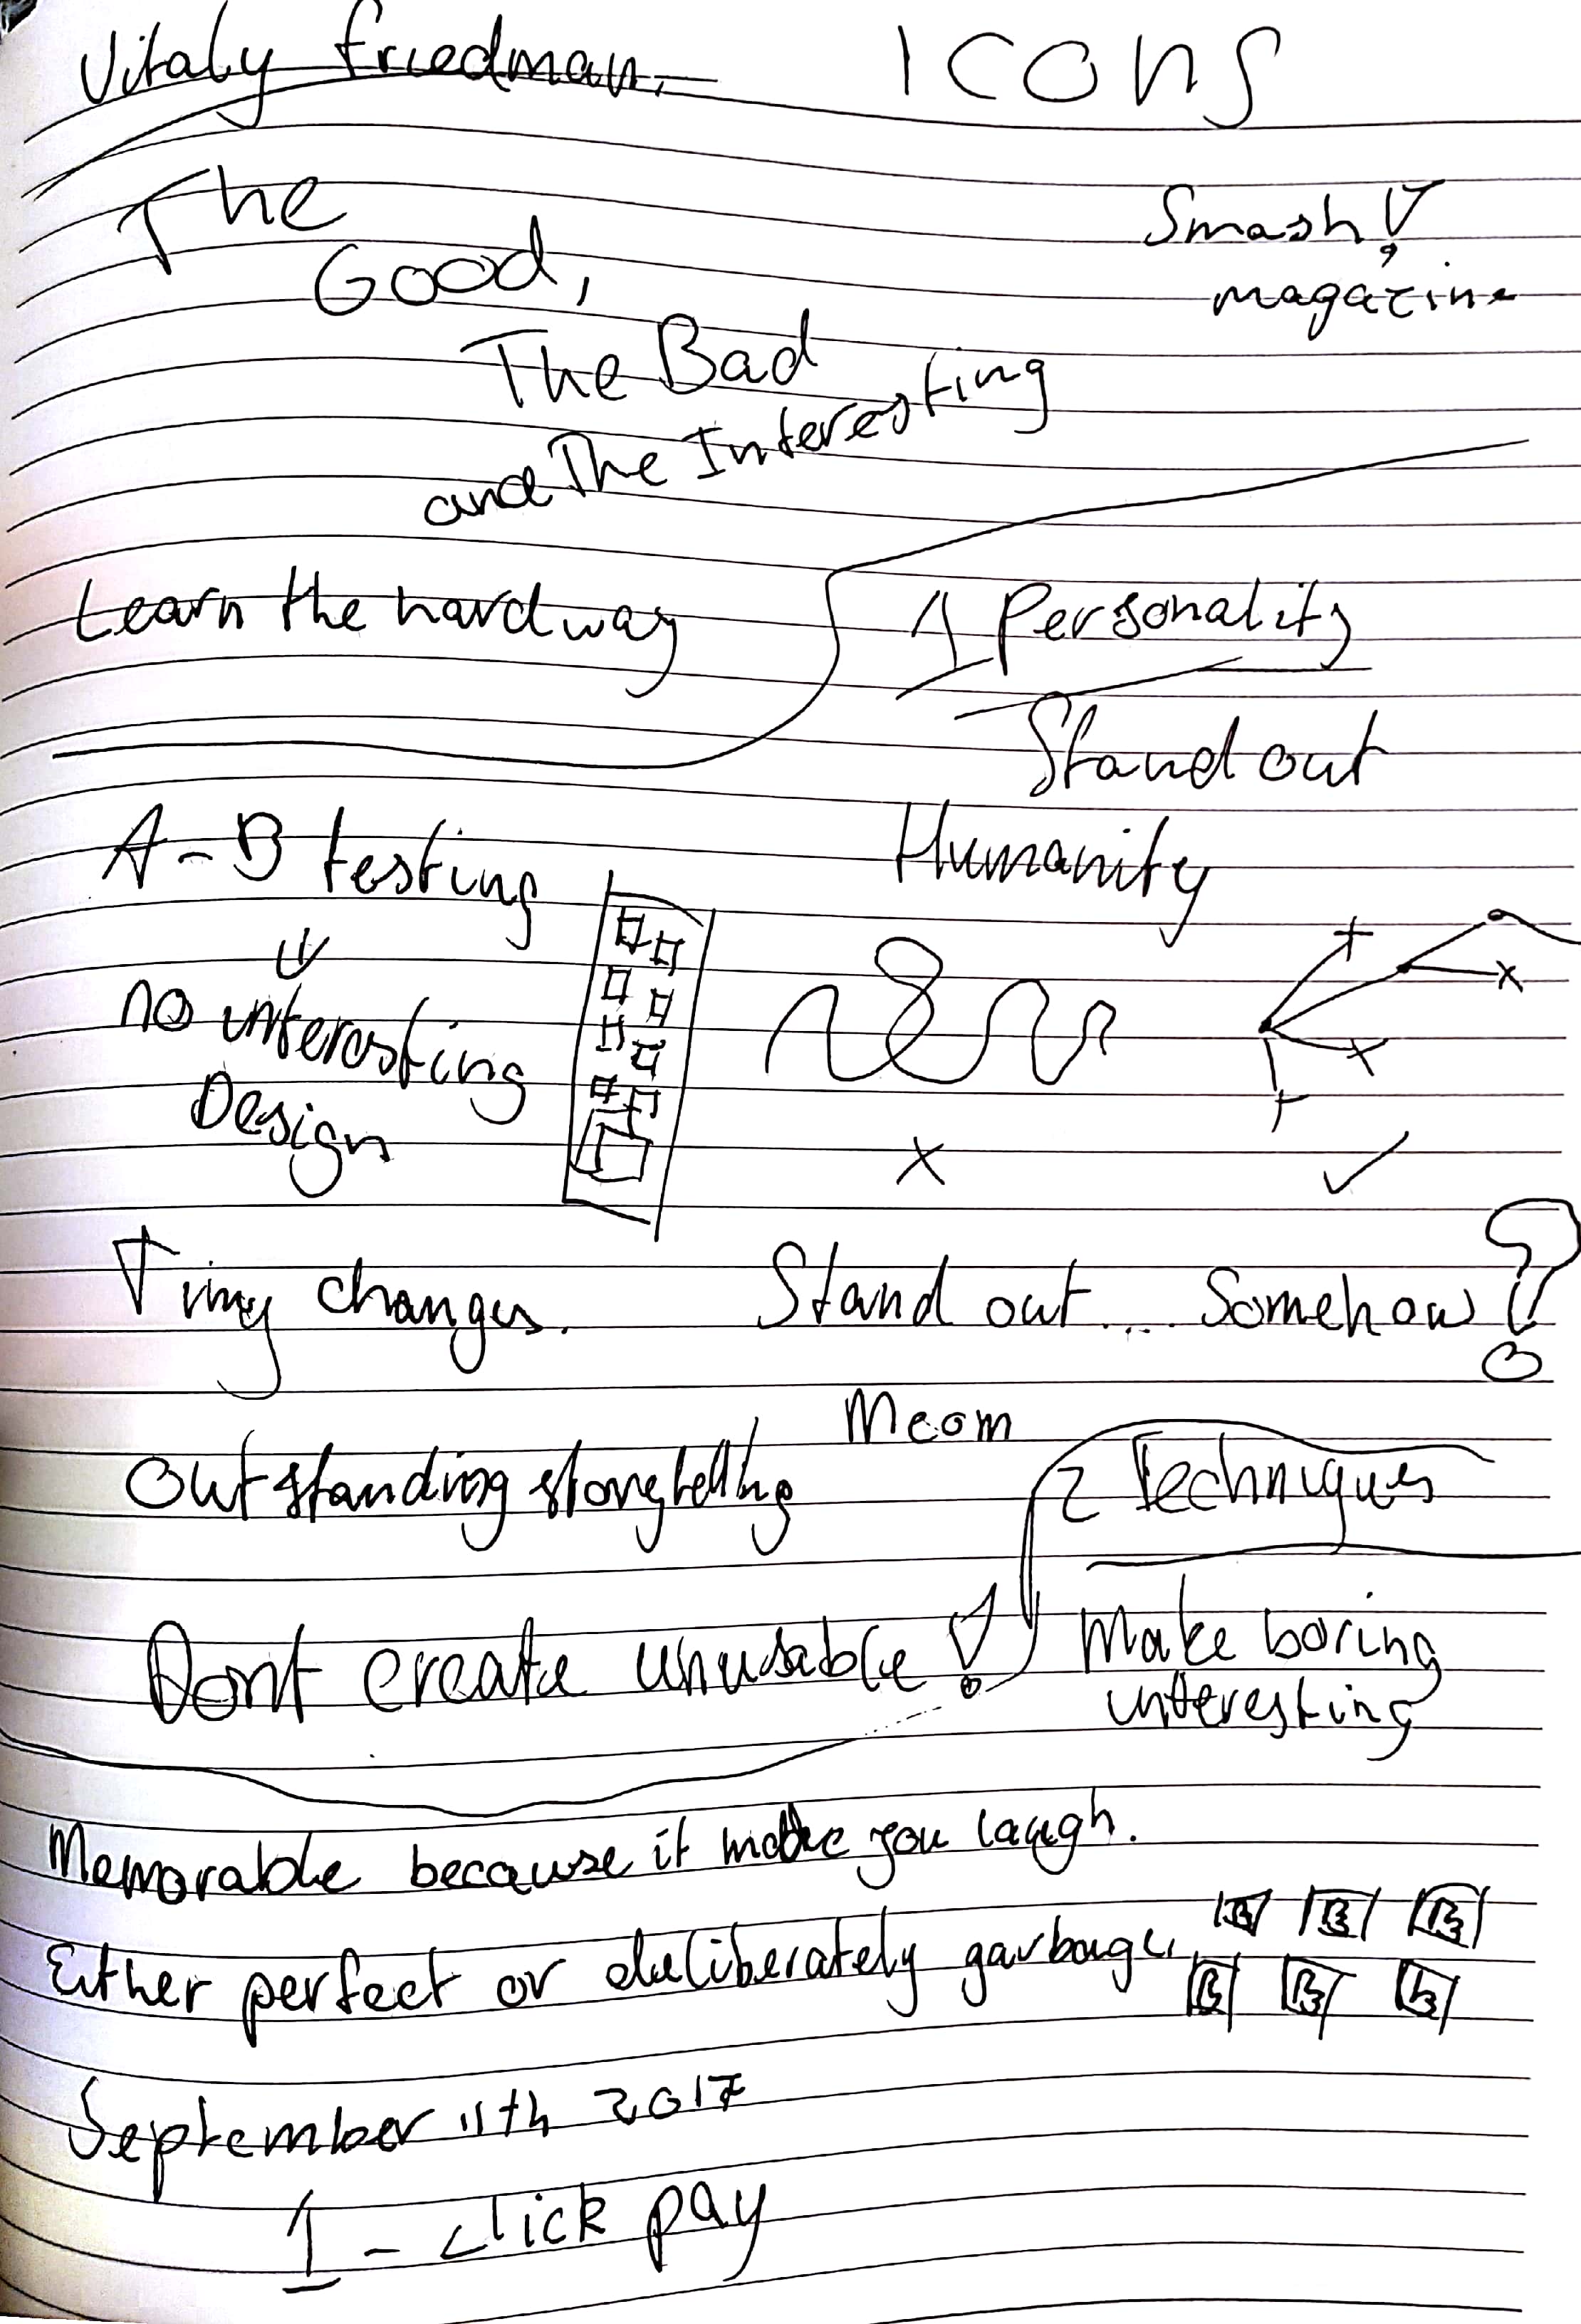 Vitaly Friedman.
ICONS
The
Good,
The Bad
and The Interesting
Smash!
magazine
Learn the hard way
1 Personality
Stand out
Humanity
A-B testing
no interesting
Design
Tiny changes.
Stand out... Somehow?
Outstanding storytelling
2 Techniques
Dont create unusable!
Make boring
interesting
Memorable because it make you laugh.
Either perfect or deliberately garbage.
September 11th 2017
1 - click pay